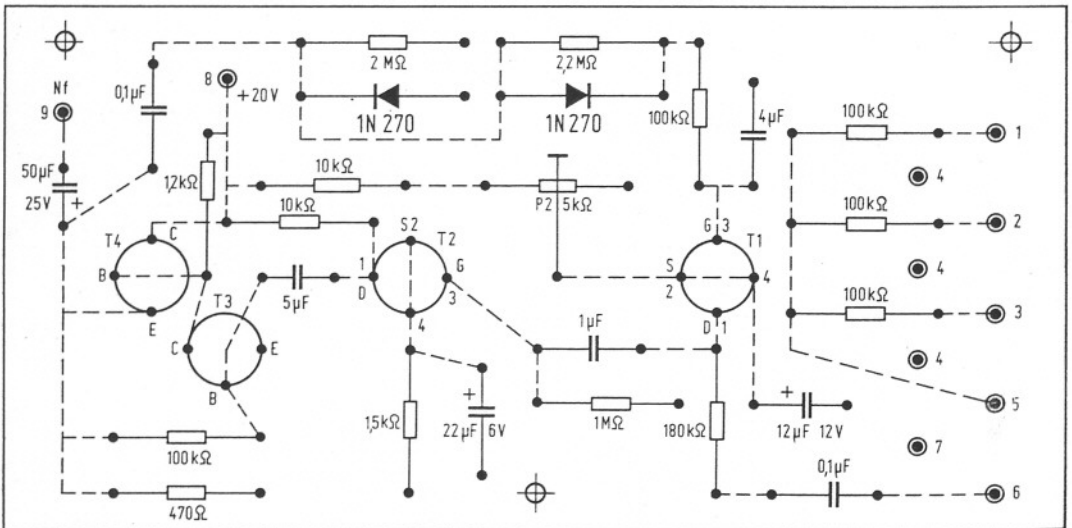 Nf
9
0,1µF
8
+20V
2 MΩ
1N 270
2,2 MΩ
1N 270
100kΩ
4µF
100kΩ
1
4
50µF
25V
+
1,2kΩ
10kΩ
10kΩ
P2 5kΩ
100kΩ
2
4
T4
C
B
E
T3
C
B
E
5µF
S2
T2
1
D
G
3
4
G 3
T1
S
2
4
D 1
100kΩ
3
4
1µF
1MΩ
5
1,5kΩ
+
22µF 6V
180kΩ
+
12µF 12V
7
100kΩ
470Ω
0,1µF
6